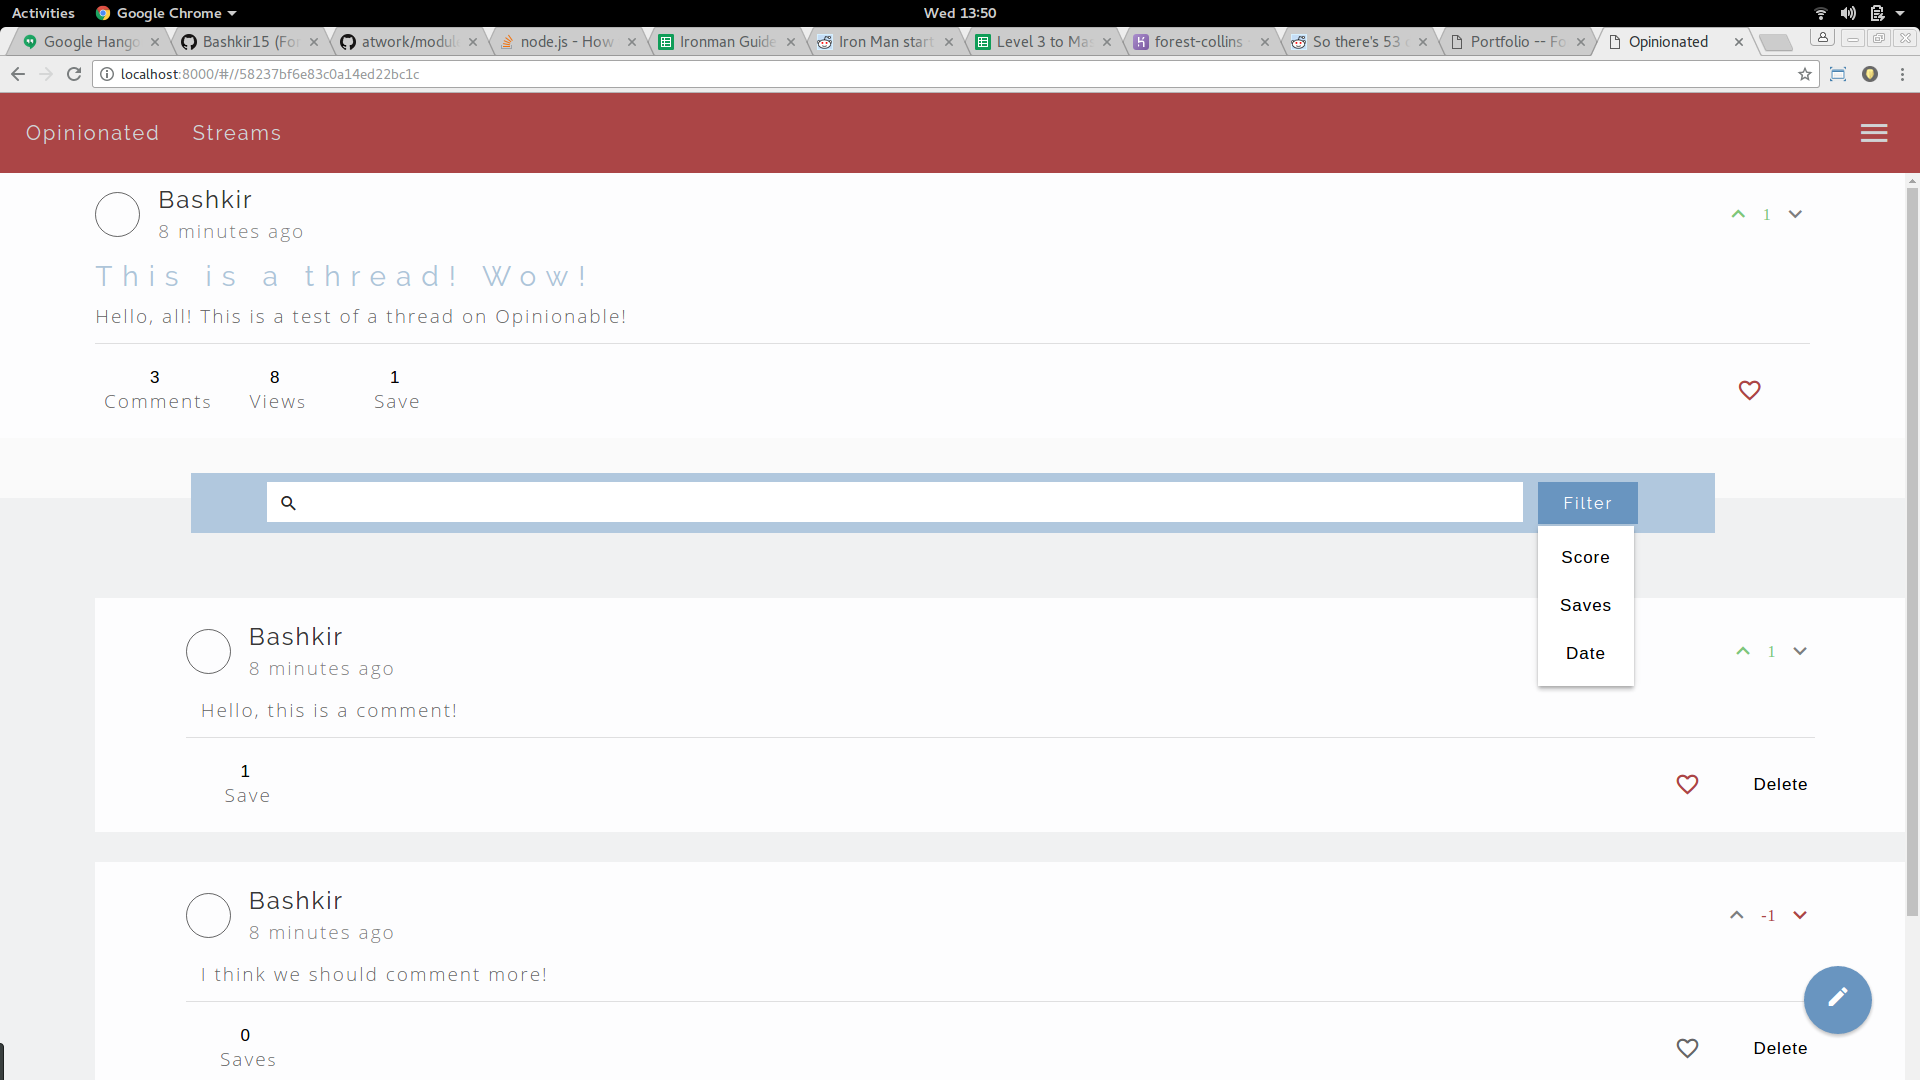 Activities Google Chrome Wed 13:50
Google Hango Bashkir15 (Fo atwork/modul node.js - How Ironman Guide Iron Man start Level 3 to Ma forest-collins So there's 53 Portfolio -- Fo Opinionated
localhost:8000/#//58237bf6e83c0a14ed22bc1c
Opinionated Streams
Bashkir
8 minutes ago
1
This is a thread! Wow!
Hello, all! This is a test of a thread on Opinionable!
3 8 1
Comments Views Save
Filter
Score
Saves
Date
Bashkir
8 minutes ago
1
Hello, this is a comment!
1
Save
Delete
Bashkir
8 minutes ago
-1
I think we should comment more!
0
Saves
Delete